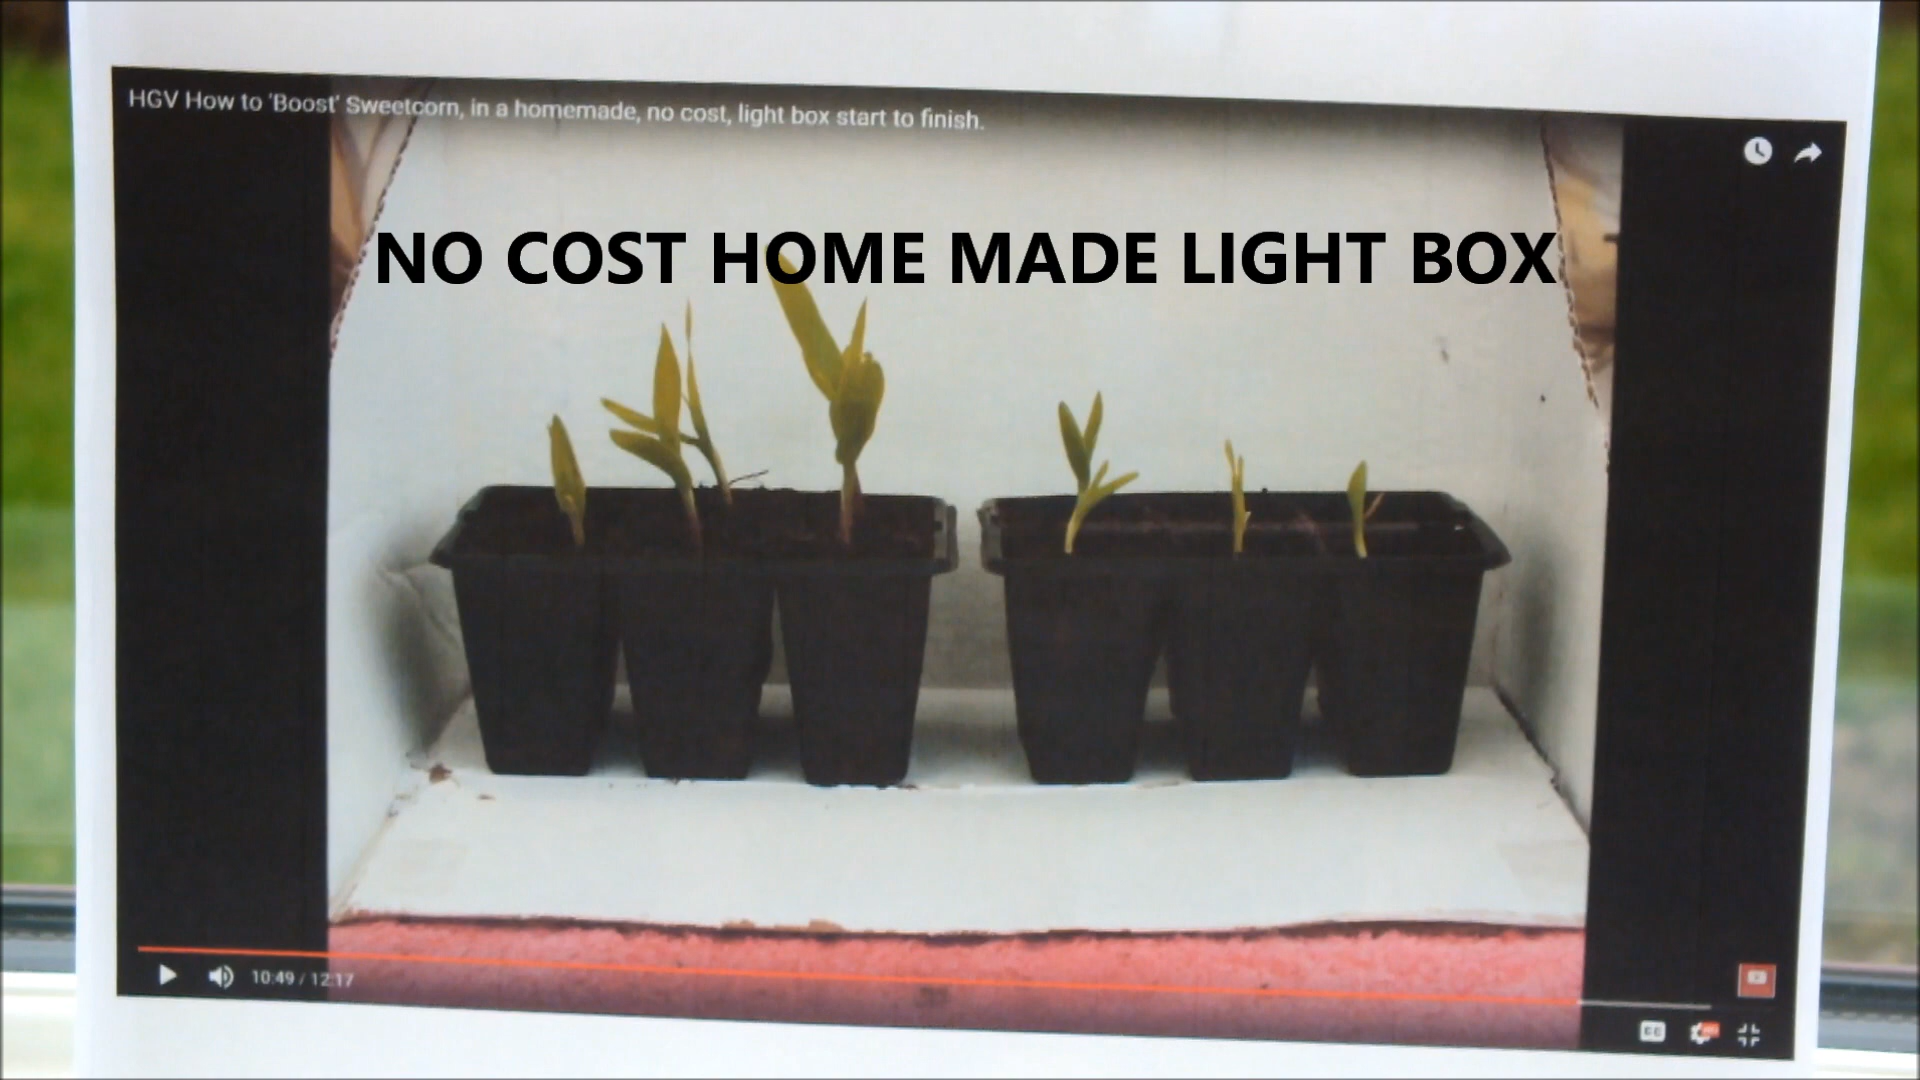 HGV How to 'Boost' Sweetcorn, in a homemade, no cost, light box start to finish.
NO COST HOME MADE LIGHT BOX
10:49 / 12:17
CC